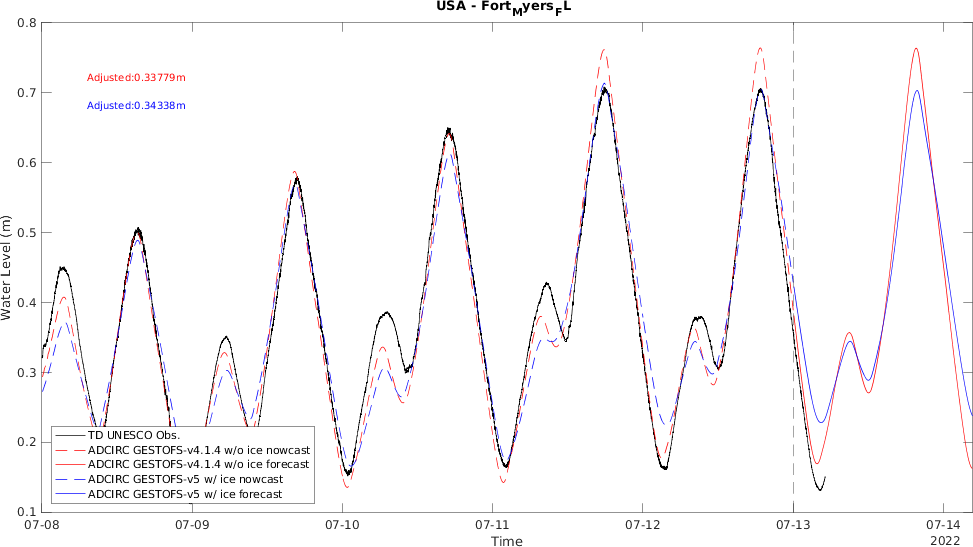 USA - Fort_Myers_FL
0.8
0.7
0.6
0.5
0.4
0.3
0.2
0.1
Water Level (m)
Adjusted:0.33779m
Adjusted:0.34338m
TD UNESCO Obs.
ADCIRC GESTOFS-v4.1.4 w/o ice nowcast
ADCIRC GESTOFS-v4.1.4 w/o ice forecast
ADCIRC GESTOFS-v5 w/ ice nowcast
ADCIRC GESTOFS-v5 w/ ice forecast
07-08 07-09 07-10 07-11 07-12 07-13 07-14
Time
2022